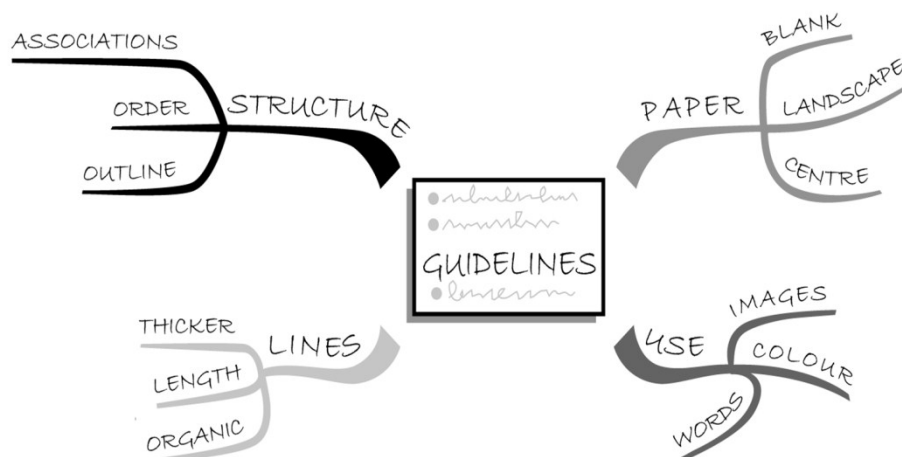 ASSOCIATIONS
ORDER
OUTLINE
STRUCTURE
PAPER
BLANK
LANDSCAPE
CENTRE
GUIDELINES
THICKER
LENGTH
ORGANIC
LINES
USE
IMAGES
COLOUR
WORDS